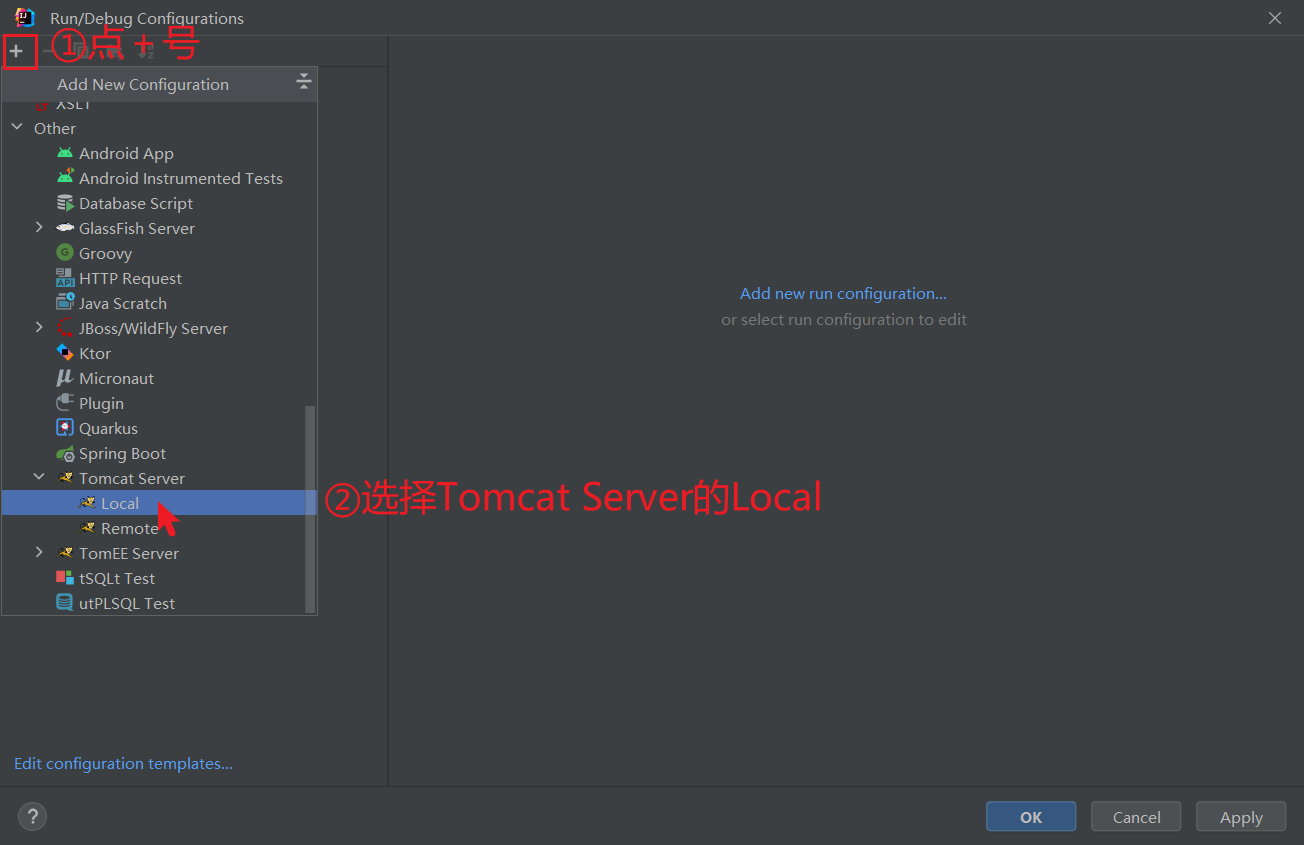 Run/Debug Configurations
①点+号
Add New Configuration
XSLT
Other
Android App
Android Instrumented Tests
Database Script
GlassFish Server
Groovy
HTTP Request
Java Scratch
JBoss/WildFly Server
Ktor
Micronaut
Plugin
Quarkus
Spring Boot
Tomcat Server
Local
Remote
TomEE Server
tSQLt Test
utPLSQL Test
②选择Tomcat Server的Local
Add new run configuration...
or select run configuration to edit
Edit configuration templates...
?
OK
Cancel
Apply